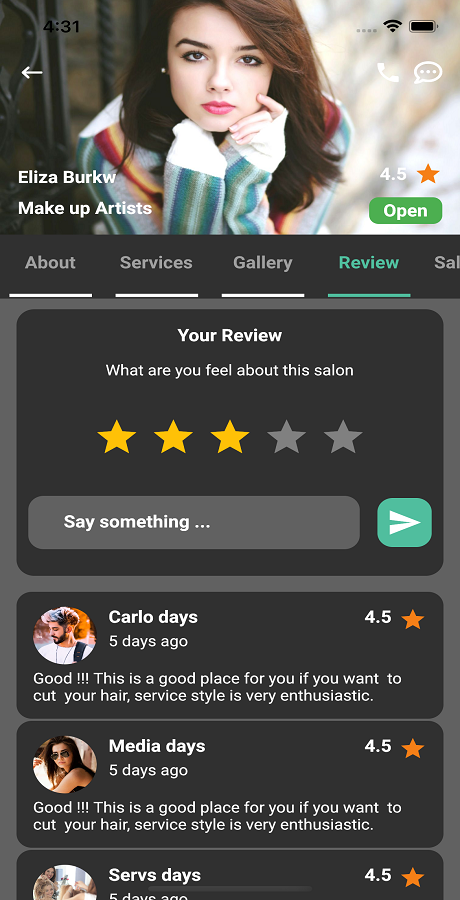 4:31
Eliza Burkw
4.5
Make up Artists
Open
About Services Gallery Review Sal
Your Review
What are you feel about this salon
Say something ...
Carlo days
4.5
5 days ago
Good !!! This is a good place for you if you want to
cut your hair, service style is very enthusiastic.
Media days
4.5
5 days ago
Good !!! This is a good place for you if you want to
cut your hair, service style is very enthusiastic.
Servs days
4.5
5 days ago